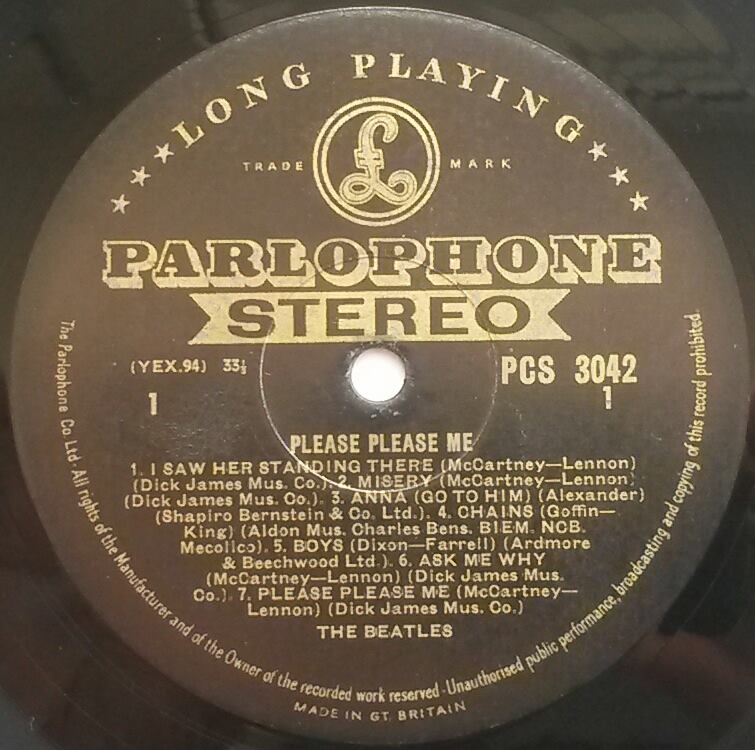 LONG PLAYING
TRADE MARK
£
PARLOPHONE
STEREO
(YEX.94) 33⅓
PCS 3042
1
1
PLEASE PLEASE ME
1. I SAW HER STANDING THERE (McCartney—Lennon)
(Dick James Mus. Co.). 2. MISERY (McCartney—Lennon)
(Dick James Mus. Co.). 3. ANNA (GO TO HIM) (Alexander)
(Shapiro Bernstein & Co. Ltd.). 4. CHAINS (Goffin—
King) (Aldon Mus. Charles Bens. BIEM. NCB.
Mecolico). 5. BOYS (Dixon—Farrell) (Ardmore
& Beechwood Ltd.). 6. ASK ME WHY
(McCartney—Lennon) (Dick James Mus.
Co.). 7. PLEASE PLEASE ME (McCartney—
Lennon) (Dick James Mus. Co.)
THE BEATLES
The Parlophone Co. Ltd. All rights of the Manufacturer and of the Owner of the recorded work reserved · Unauthorised public performance, broadcasting and copying of this record prohibited.
MADE IN GT. BRITAIN